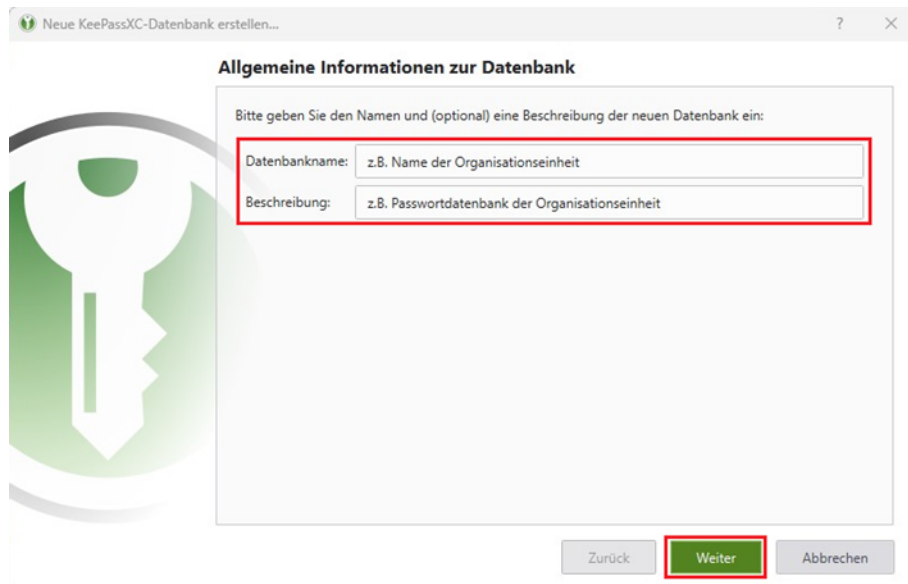 Neue KeePassXC-Datenbank erstellen...
?
Allgemeine Informationen zur Datenbank
Bitte geben Sie den Namen und (optional) eine Beschreibung der neuen Datenbank ein:
Datenbankname: z.B. Name der Organisationseinheit
Beschreibung: z.B. Passwortdatenbank der Organisationseinheit
Zurück Weiter Abbrechen